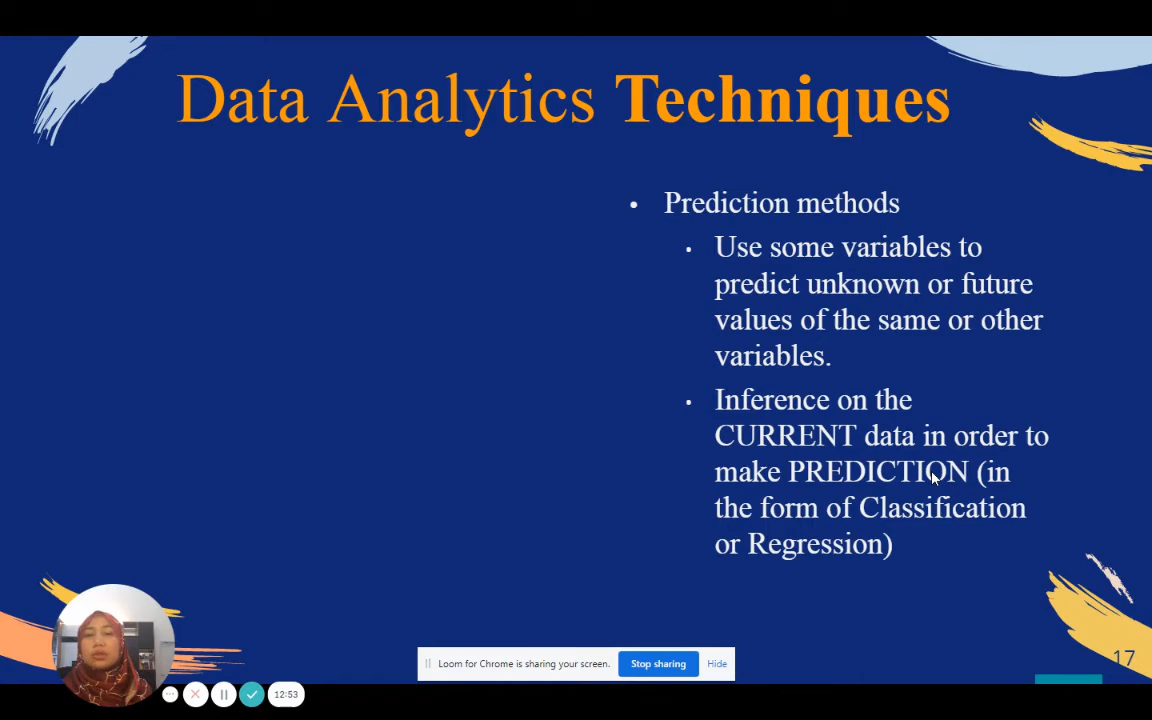 Data Analytics Techniques
• Prediction methods
• Use some variables to
predict unknown or future
values of the same or other
variables.
• Inference on the
CURRENT data in order to
make PREDICTION (in
the form of Classification
or Regression)
17
Loom for Chrome is sharing your screen.
Stop sharing
Hide
12:53